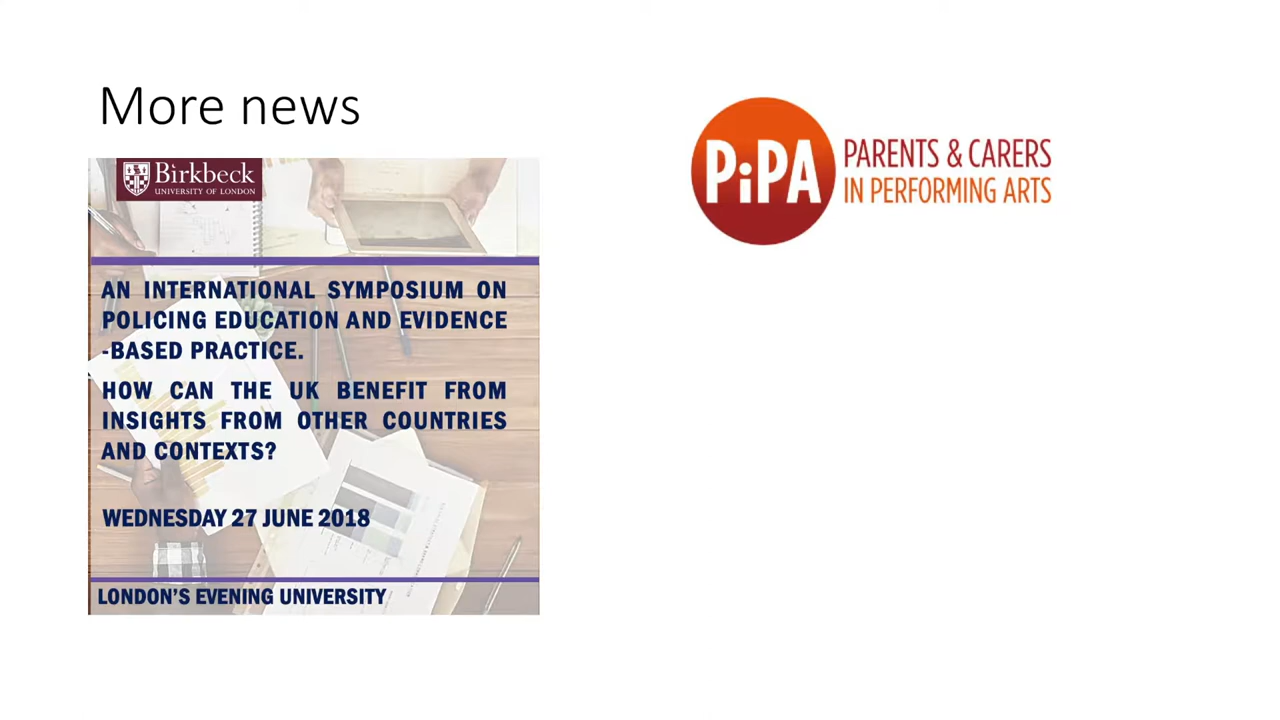 More news
Birkbeck
UNIVERSITY OF LONDON
AN INTERNATIONAL SYMPOSIUM ON
POLICING EDUCATION AND EVIDENCE
-BASED PRACTICE.
HOW CAN THE UK BENEFIT FROM
INSIGHTS FROM OTHER COUNTRIES
AND CONTEXTS?
WEDNESDAY 27 JUNE 2018
LONDON'S EVENING UNIVERSITY
PiPA
PARENTS & CARERS
IN PERFORMING ARTS